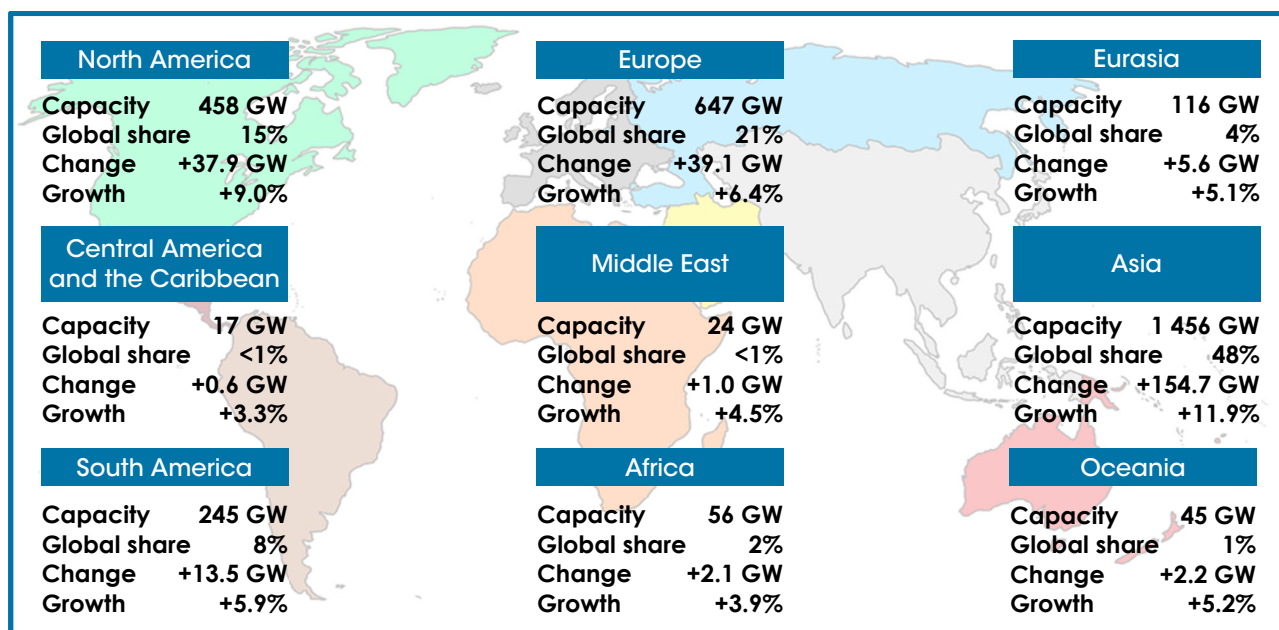 North America
Capacity 458 GW
Global share 15%
Change +37.9 GW
Growth +9.0%
Europe
Capacity 647 GW
Global share 21%
Change +39.1 GW
Growth +6.4%
Eurasia
Capacity 116 GW
Global share 4%
Change +5.6 GW
Growth +5.1%
Central America
and the Caribbean
Capacity 17 GW
Global share <1%
Change +0.6 GW
Growth +3.3%
Middle East
Capacity 24 GW
Global share <1%
Change +1.0 GW
Growth +4.5%
Asia
Capacity 1 456 GW
Global share 48%
Change +154.7 GW
Growth +11.9%
South America
Capacity 245 GW
Global share 8%
Change +13.5 GW
Growth +5.9%
Africa
Capacity 56 GW
Global share 2%
Change +2.1 GW
Growth +3.9%
Oceania
Capacity 45 GW
Global share 1%
Change +2.2 GW
Growth +5.2%